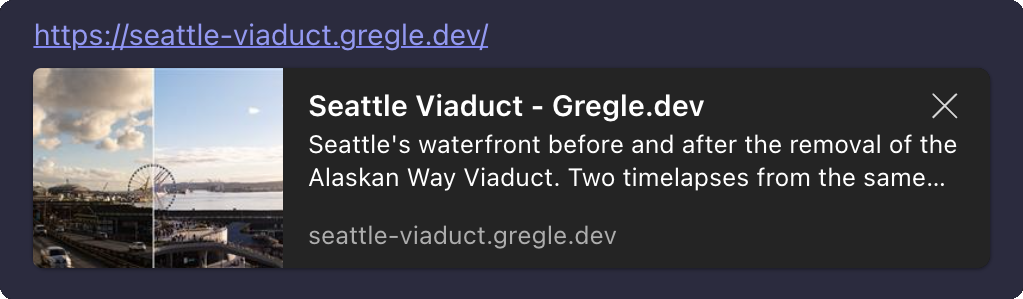 https://seattle-viaduct.gregle.dev/
Seattle Viaduct - Gregle.dev
Seattle's waterfront before and after the removal of the
Alaskan Way Viaduct. Two timelapses from the same...
seattle-viaduct.gregle.dev